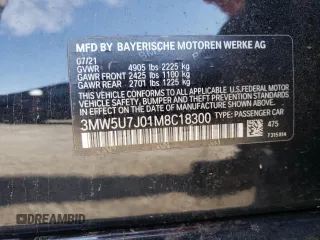 MFD BY BAYERISCHE MOTOREN WERKE AG
07/21
GVWR 4905 lbs 2225 kg
GAWR FRONT 2425 lbs 1100 kg
GAWR REAR 2701 lbs 1225 kg
THIS VEHICLE CONFORMS TO ALL APPLICABLE U.S. FEDERAL MOTOR
VEHICLE SAFETY, BUMPER, AND THEFT PREVENTION STANDARDS
IN EFFECT ON THE DATE OF MANUFACTURE SHOWN ABOVE.
3MW5U7J01M8C18300 TYPE: PASSENGER CAR
475
AUTOBIDMASTER